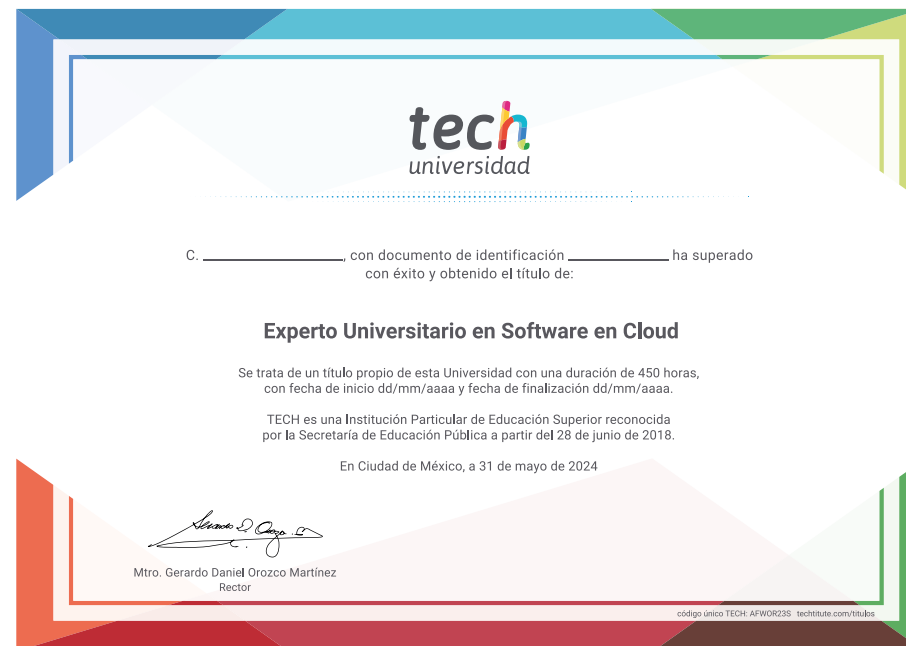 tech
universidad
C. ____________________, con documento de identificación ______________ ha superado
con éxito y obtenido el título de:
Experto Universitario en Software en Cloud
Se trata de un título propio de esta Universidad con una duración de 450 horas,
con fecha de inicio dd/mm/aaaa y fecha de finalización dd/mm/aaaa.
TECH es una Institución Particular de Educación Superior reconocida
por la Secretaría de Educación Pública a partir del 28 de junio de 2018.
En Ciudad de México, a 31 de mayo de 2024
Mtro. Gerardo Daniel Orozco Martínez
Rector
código único TECH: AFWOR23S techtitute.com/titulos